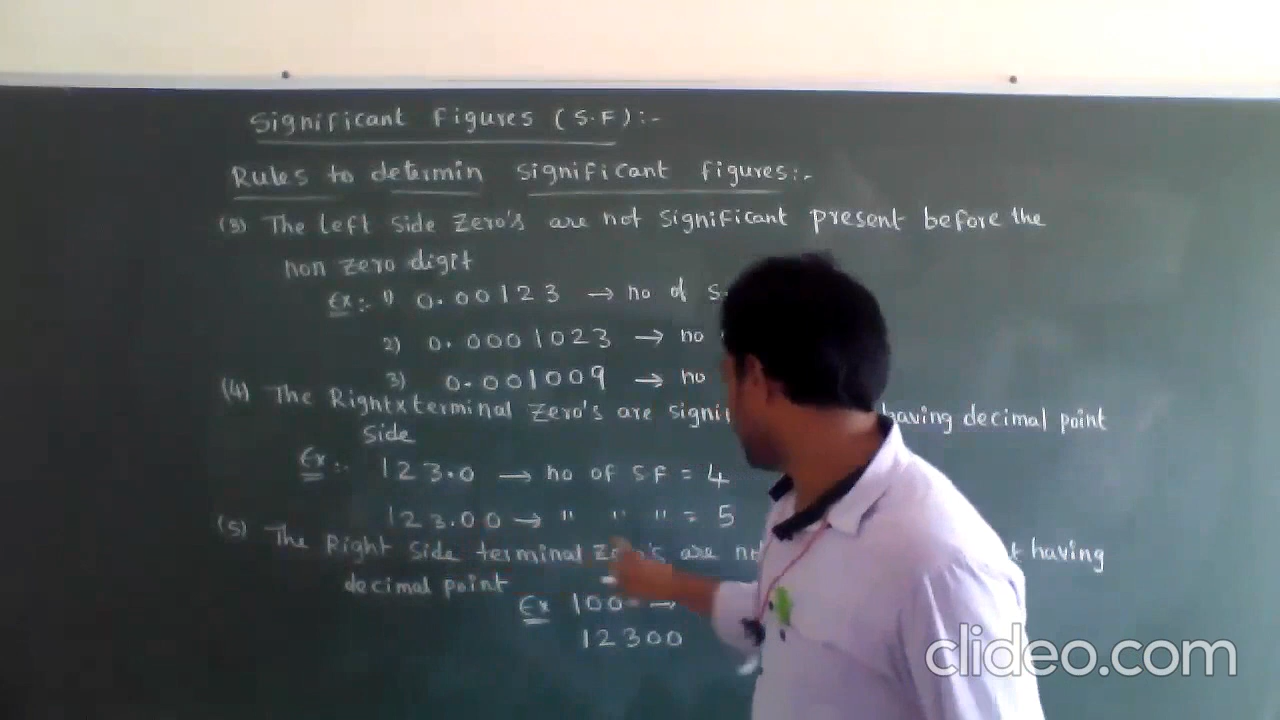 Significant Figures (S.F):-
Rules to determin significant figures:-
(3) The left side zero's are not significant present before the
non zero digit
Ex:- 1) 0.00123 → no of S.
2) 0.0001023 → no
3) 0.001009 → no
(4) The Right x terminal zero's are having decimal point
side
Ex:- 123.0 → no of SF = 4
123.00 → " " " = 5
(5) The Right side terminal zero's are having
decimal point
Ex 100 →
12300
clideo.com